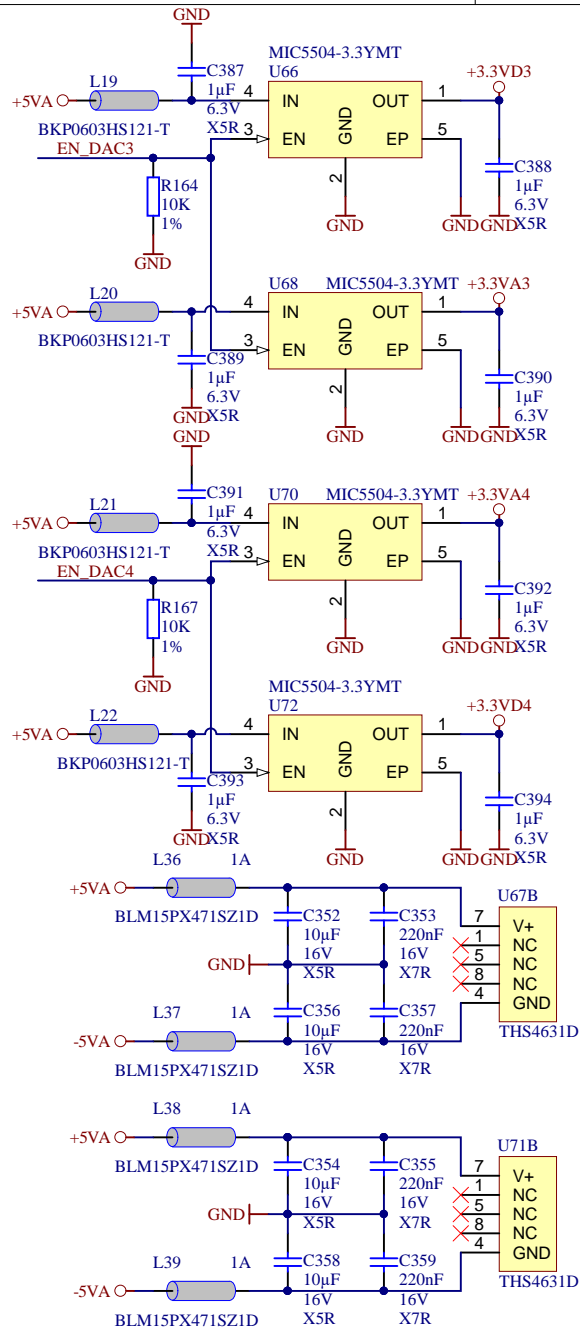 GND
MIC5504-3.3YMT
L19
C387
U66
+3.3VD3
+5VA
1µF
4
IN
OUT
1
6.3V
BKP0603HS121-T
X5R
3
EN
GND
EP
5
EN_DAC3
C388
R164
2
1µF
10K
6.3V
1%
GND
GND
GND
X5R
GND
L20
U68
MIC5504-3.3YMT
+3.3VA3
+5VA
4
IN
OUT
1
BKP0603HS121-T
3
EN
GND
EP
5
C389
1µF
C390
6.3V
2
1µF
GND
X5R
6.3V
GND
GND
GND
GND
X5R
L21
C391
U70
MIC5504-3.3YMT
+3.3VA4
+5VA
1µF
4
IN
OUT
1
6.3V
BKP0603HS121-T
X5R
3
EN
GND
EP
5
EN_DAC4
C392
R167
2
1µF
10K
6.3V
1%
GND
GND
GND
X5R
GND
MIC5504-3.3YMT
L22
U72
+3.3VD4
+5VA
4
IN
OUT
1
BKP0603HS121-T
3
EN
GND
EP
5
C393
1µF
C394
6.3V
2
1µF
GND
X5R
6.3V
GND
GND
GND
X5R
L36
1A
+5VA
U67B
BLM15PX471SZ1D
C352
C353
7
V+
10µF
220nF
1
NC
16V
16V
5
NC
GND
X5R
X7R
8
NC
L37
1A
C356
C357
4
GND
10µF
220nF
THS4631D
-5VA
16V
16V
BLM15PX471SZ1D
X5R
X7R
L38
1A
+5VA
U71B
BLM15PX471SZ1D
C354
C355
7
V+
10µF
220nF
1
NC
16V
16V
5
NC
GND
X5R
X7R
8
NC
L39
1A
C358
C359
4
GND
10µF
220nF
THS4631D
-5VA
16V
16V
BLM15PX471SZ1D
X5R
X7R